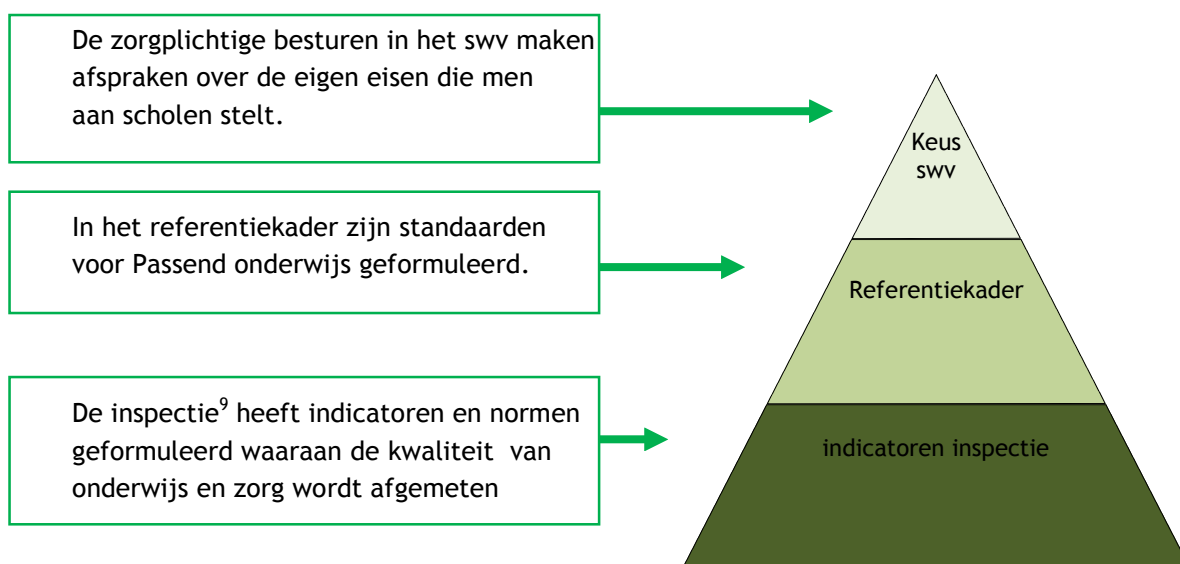 De zorgplichtige besturen in het swv maken
afspraken over de eigen eisen die men
aan scholen stelt.
Keus
swv
In het referentiekader zijn standaarden
voor Passend onderwijs geformuleerd.
Referentiekader
De inspectie⁹ heeft indicatoren en normen
geformuleerd waaraan de kwaliteit van
onderwijs en zorg wordt afgemeten
indicatoren inspectie